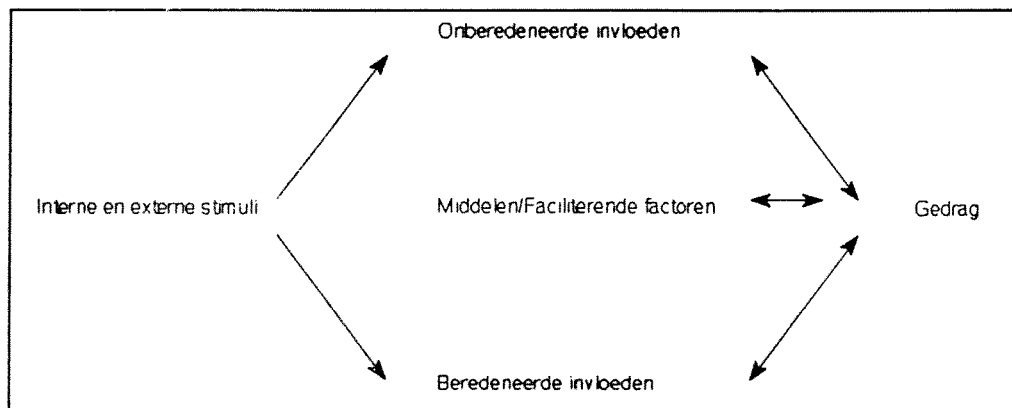 Onberedeneerde invloeden
Interne en externe stimuli
Middelen/Faciliterende factoren
Gedrag
Beredeneerde invloeden